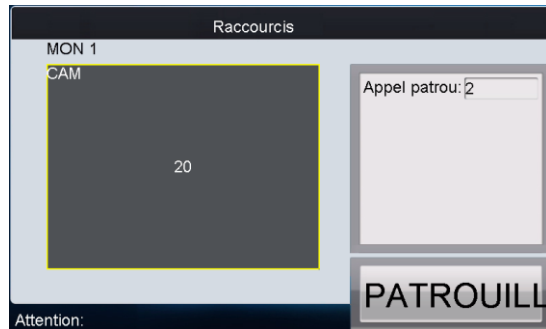 Raccourcis
MON 1
CAM
20
Appel patrou: 2
PATROUILL
Attention: